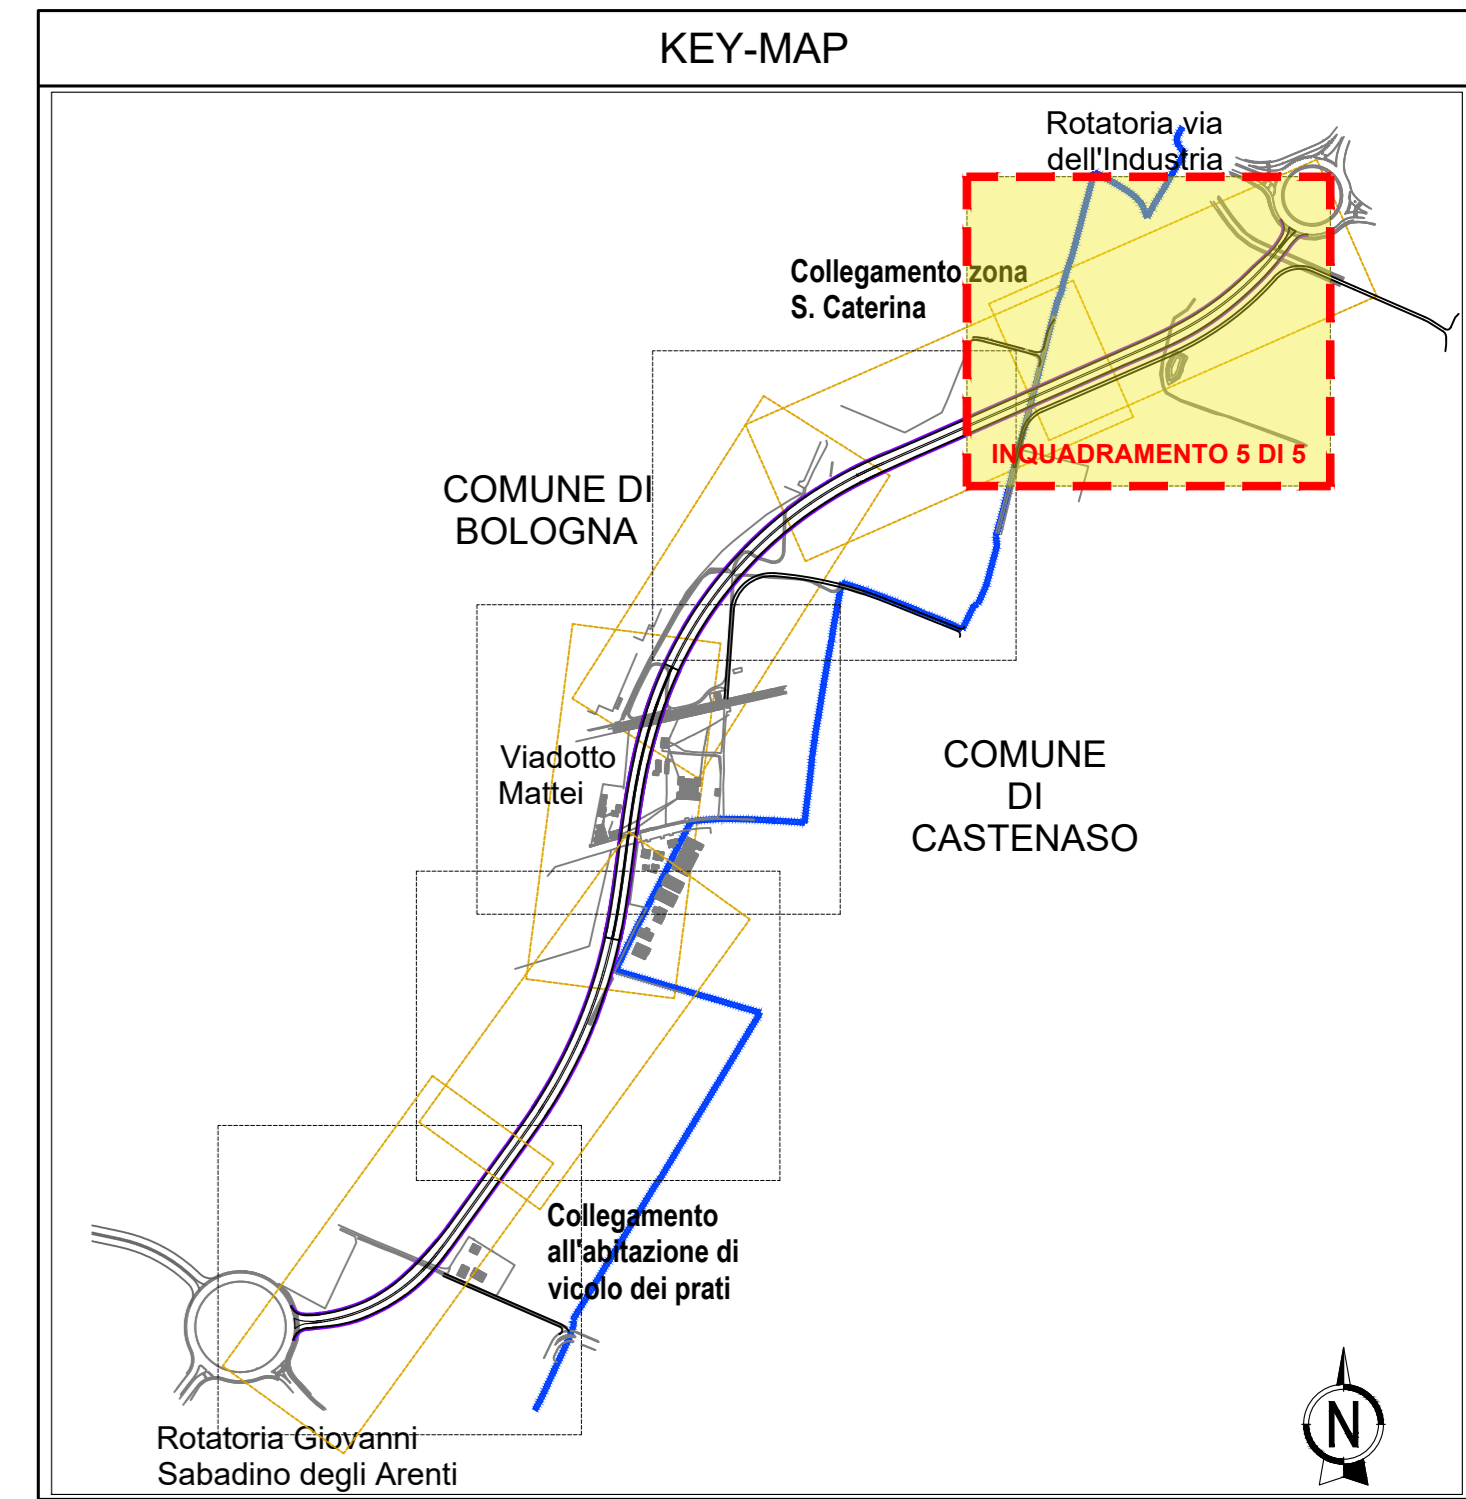 KEY-MAP
Rotatoria via
dell'Industria
Collegamento zona
S. Caterina
INQUADRAMENTO 5 DI 5
COMUNE DI
BOLOGNA
Viadotto
Mattei
COMUNE
DI
CASTENASO
Collegamento
all'abitazione di
vicolo dei prati
Rotatoria Giovanni
Sabadino degli Arenti
N